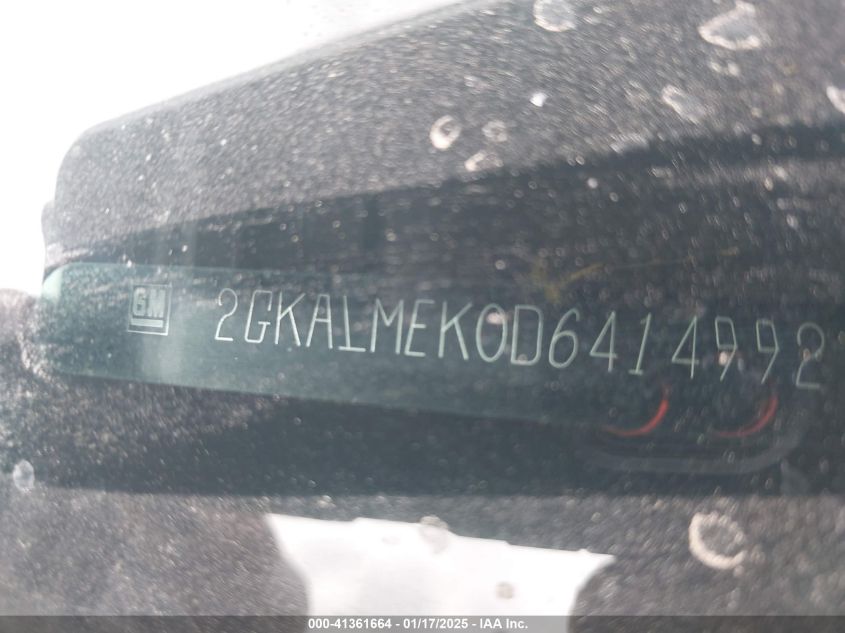 GM 2GKALMEK0D6414992
000-41361664 - 01/17/2025 - IAA Inc.